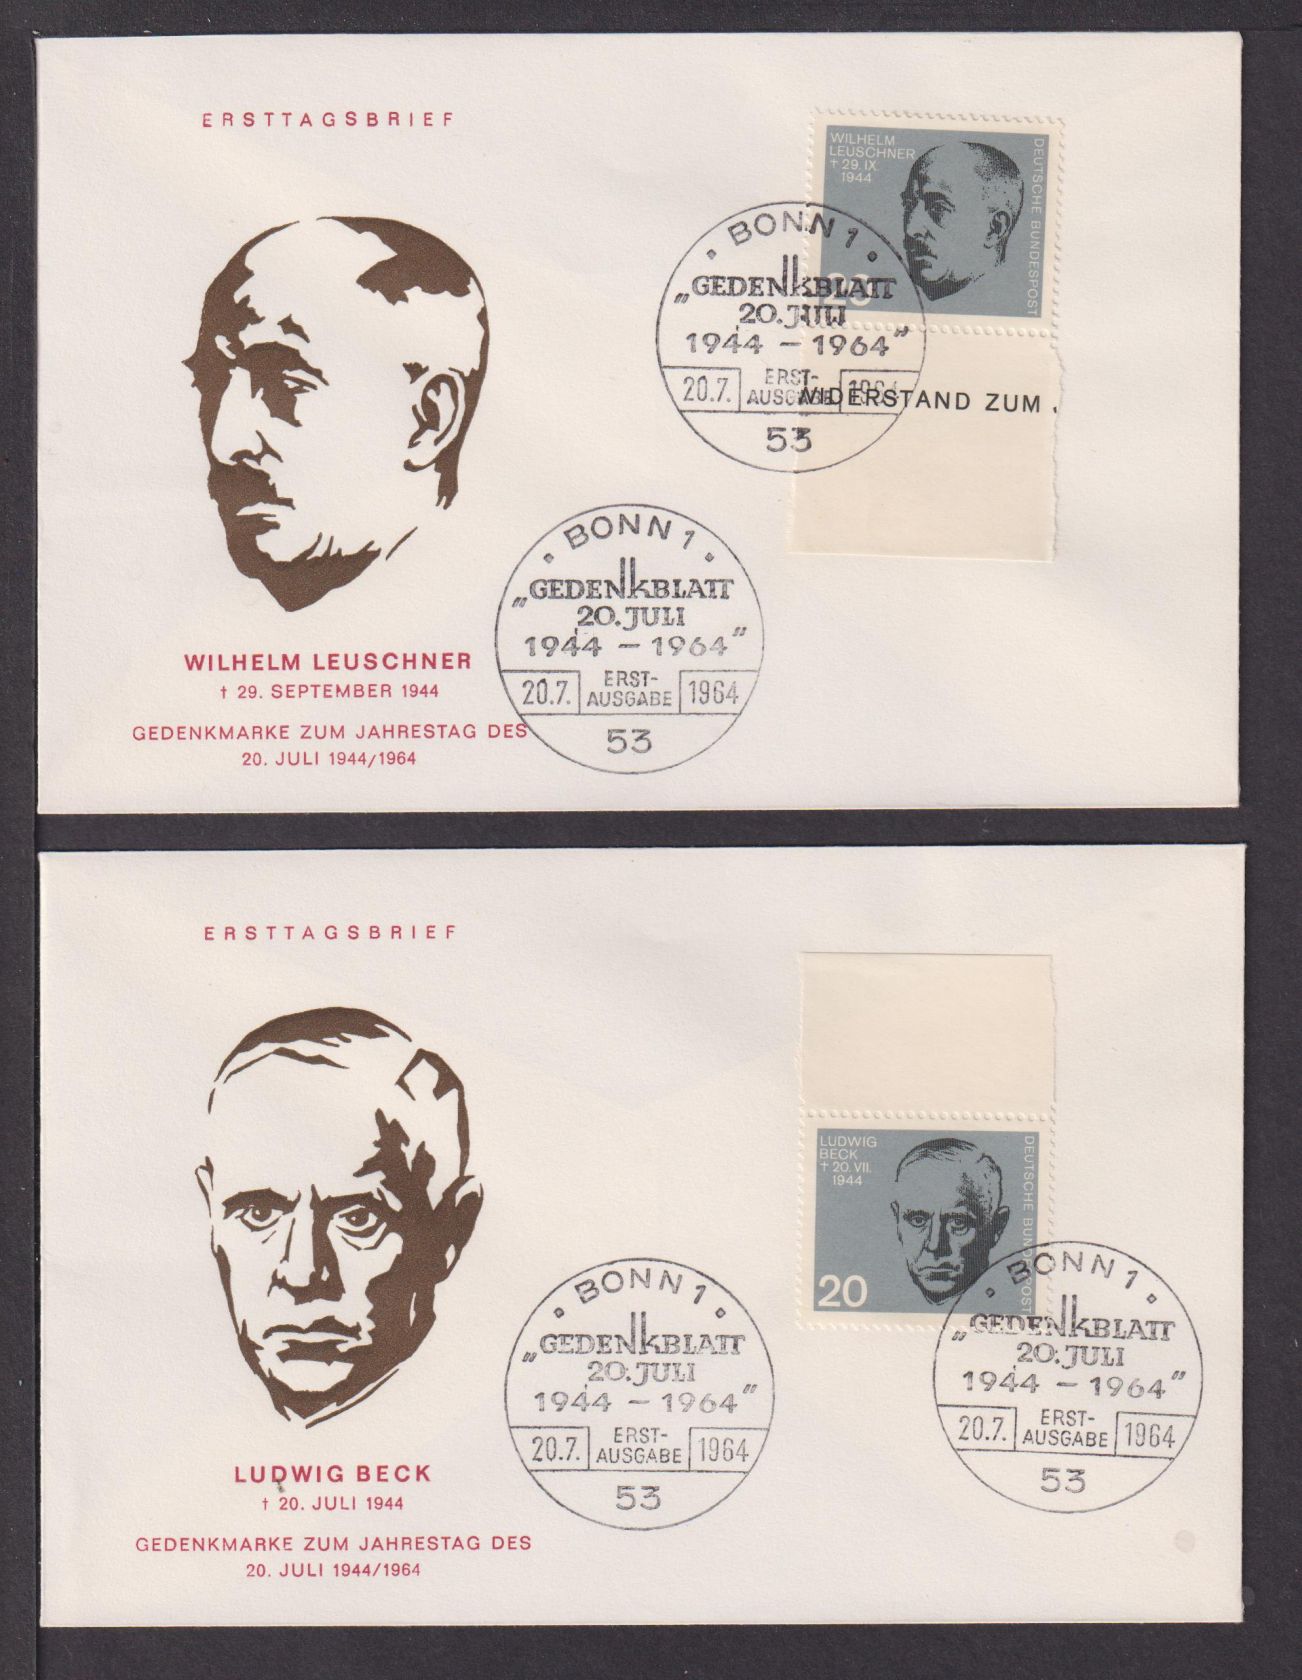 ERSTTAGSBRIEF
WILHELM
LEUSCHNER
† 29. IX.
1944
DEUTSCHE BUNDESPOST
20
BONN 1
„GEDENKBLATT
20. JULI
1944 – 1964"
20.7.
ERST-
AUSGABE
1964
53
WIDERSTAND ZUM
BONN 1
„GEDENKBLATT
20. JULI
1944 – 1964"
20.7.
ERST-
AUSGABE
1964
53
WILHELM LEUSCHNER
† 29. SEPTEMBER 1944
GEDENKMARKE ZUM JAHRESTAG DES
20. JULI 1944/1964
ERSTTAGSBRIEF
LUDWIG
BECK
† 20. VII.
1944
DEUTSCHE BUNDESPOST
20
BONN 1
„GEDENKBLATT
20. JULI
1944 – 1964"
20.7.
ERST-
AUSGABE
1964
53
BONN 1
„GEDENKBLATT
20. JULI
1944 – 1964"
20.7.
ERST-
AUSGABE
1964
53
LUDWIG BECK
† 20. JULI 1944
GEDENKMARKE ZUM JAHRESTAG DES
20. JULI 1944/1964